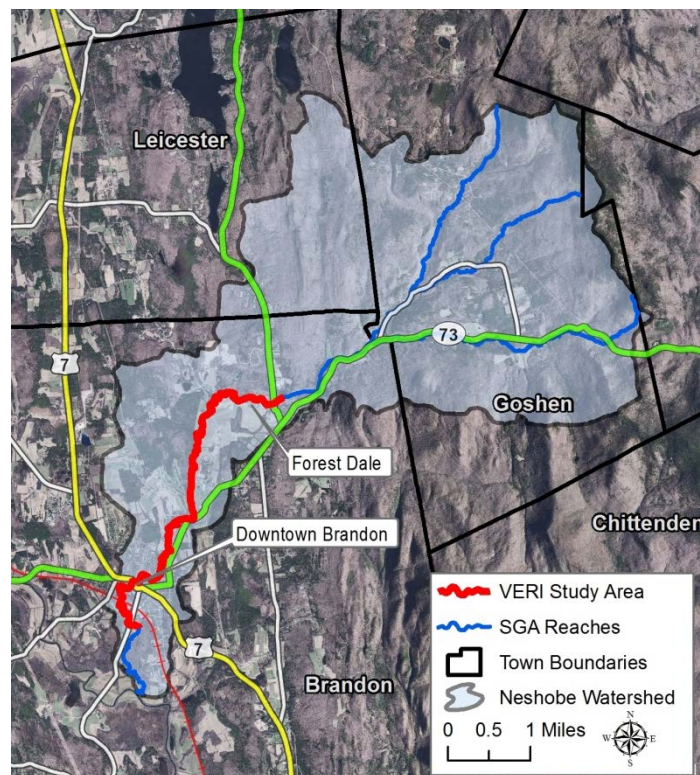 Leicester
7
73
Goshen
Forest Dale
Downtown Brandon
Chittenden
7
Brandon
VERI Study Area
SGA Reaches
Town Boundaries
Neshobe Watershed
0 0.5 1 Miles
N
W E
S